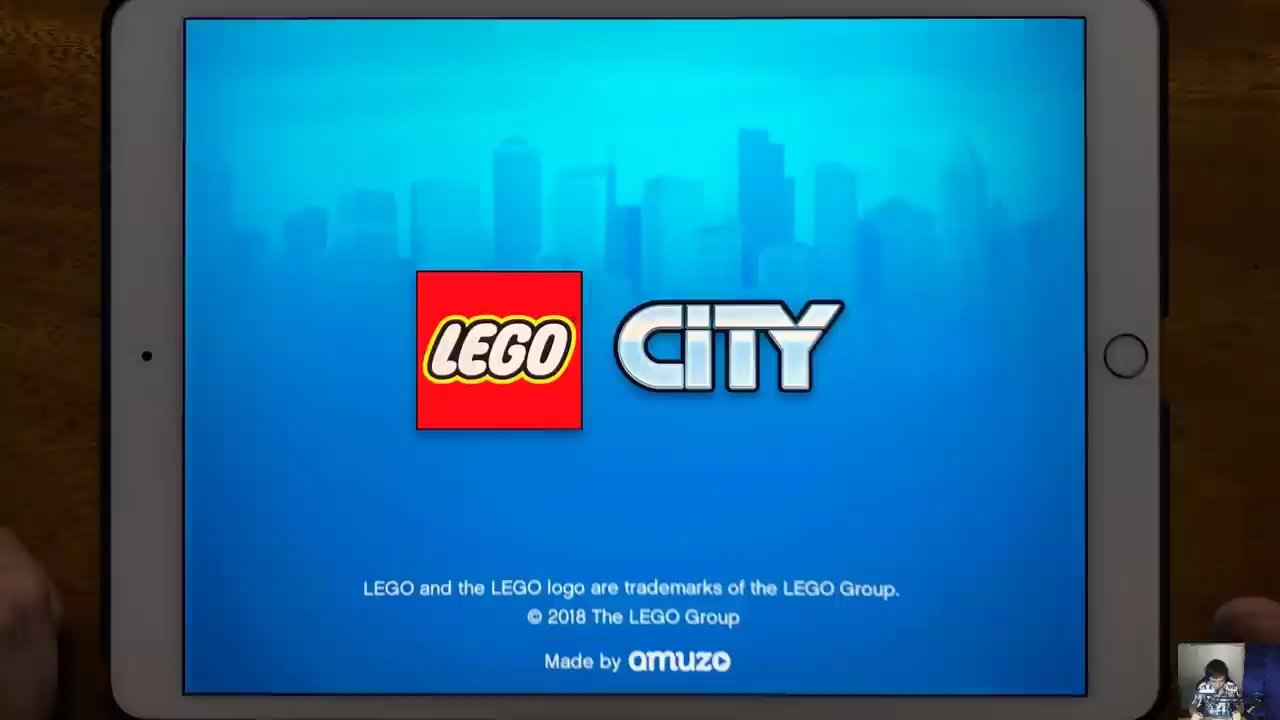 LEGO CITY
LEGO and the LEGO logo are trademarks of the LEGO Group.
© 2018 The LEGO Group
Made by amuzo